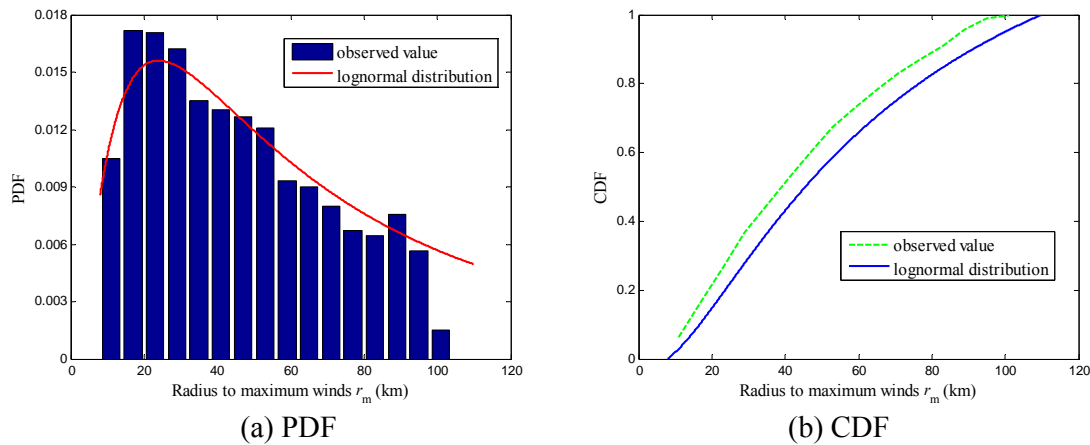 0.018
0.015
0.012
0.009
0.006
0.003
0
PDF
observed value
lognormal distribution
0 20 40 60 80 100 120
Radius to maximum winds rm (km)
(a) PDF
1
0.8
0.6
0.4
0.2
0
CDF
observed value
lognormal distribution
0 20 40 60 80 100 120
Radius to maximum winds rm (km)
(b) CDF